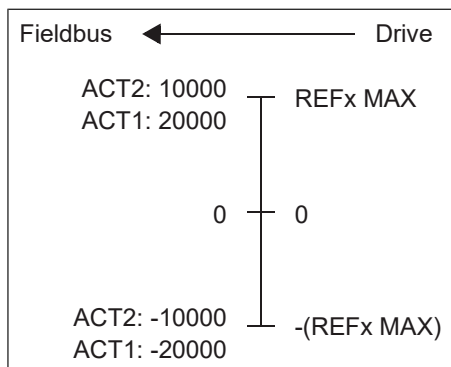 Fieldbus Drive
ACT2: 10000 REFx MAX
ACT1: 20000
0 0
ACT2: -10000 -(REFx MAX)
ACT1: -20000